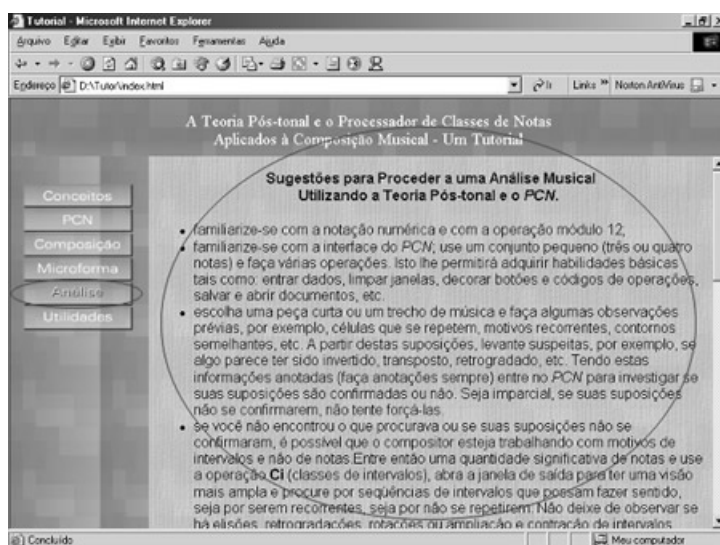 Tutorial - Microsoft Internet Explorer
Arquivo Editar Exibir Favoritos Ferramentas Ajuda
Endereço D:\Tutor\index.html Ir Links » Norton AntiVirus
A Teoria Pós-tonal e o Processador de Classes de Notas
Aplicados à Composição Musical - Um Tutorial
Conceitos
PCN
Composição
Microforma
Análise
Utilidades
Sugestões para Proceder a uma Análise Musical
Utilizando a Teoria Pós-tonal e o PCN.
• familiarize-se com a notação numérica e com a operação módulo 12;
• familiarize-se com a interface do PCN; use um conjunto pequeno (três ou quatro
notas) e faça várias operações. Isto lhe permitirá adquirir habilidades básicas
tais como: entrar dados, limpar janelas, decorar botões e códigos de operações,
salvar e abrir documentos, etc.
• escolha uma peça curta ou um trecho de música e faça algumas observações
prévias, por exemplo, células que se repetem, motivos recorrentes, contornos
semelhantes, etc. A partir destas suposições, levante suspeitas, por exemplo, se
algo parece ter sido invertido, transposto, retrogradado, etc. Tendo estas
informações anotadas (faça anotações sempre) entre no PCN para investigar se
suas suposições são confirmadas ou não. Seja imparcial, se suas suposições
não se confirmarem, não tente forçá-las.
• se você não encontrou o que procurava ou se suas suposições não se
confirmaram, é possível que o compositor esteja trabalhando com motivos de
intervalos e não de notas.Entre então uma quantidade significativa de notas e use
a operação Ci (classes de intervalos), abra a janela de saída para ter uma visão
mais ampla e procure por seqüências de intervalos que possam fazer sentido,
seja por serem recorrentes, seja por não se repetirem. Não deixe de observar se
há elisões, retrogradações, rotações ou ampliação e contração de intervalos
Concluído Meu computador